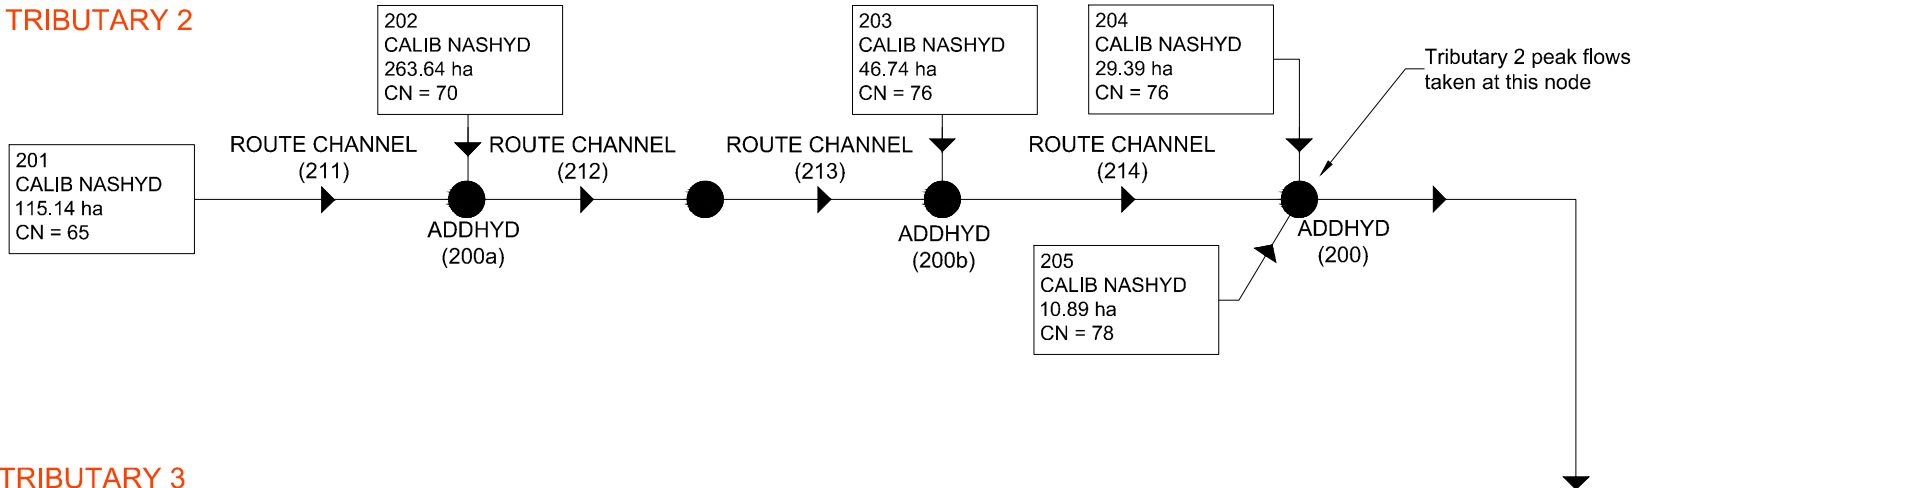 TRIBUTARY 2
202
CALIB NASHYD
263.64 ha
CN = 70
203
CALIB NASHYD
46.74 ha
CN = 76
204
CALIB NASHYD
29.39 ha
CN = 76
Tributary 2 peak flows
taken at this node
201
CALIB NASHYD
115.14 ha
CN = 65
ROUTE CHANNEL
(211)
ROUTE CHANNEL
(212)
ROUTE CHANNEL
(213)
ROUTE CHANNEL
(214)
ADDHYD
(200a)
ADDHYD
(200b)
ADDHYD
(200)
205
CALIB NASHYD
10.89 ha
CN = 78
TRIBUTARY 3